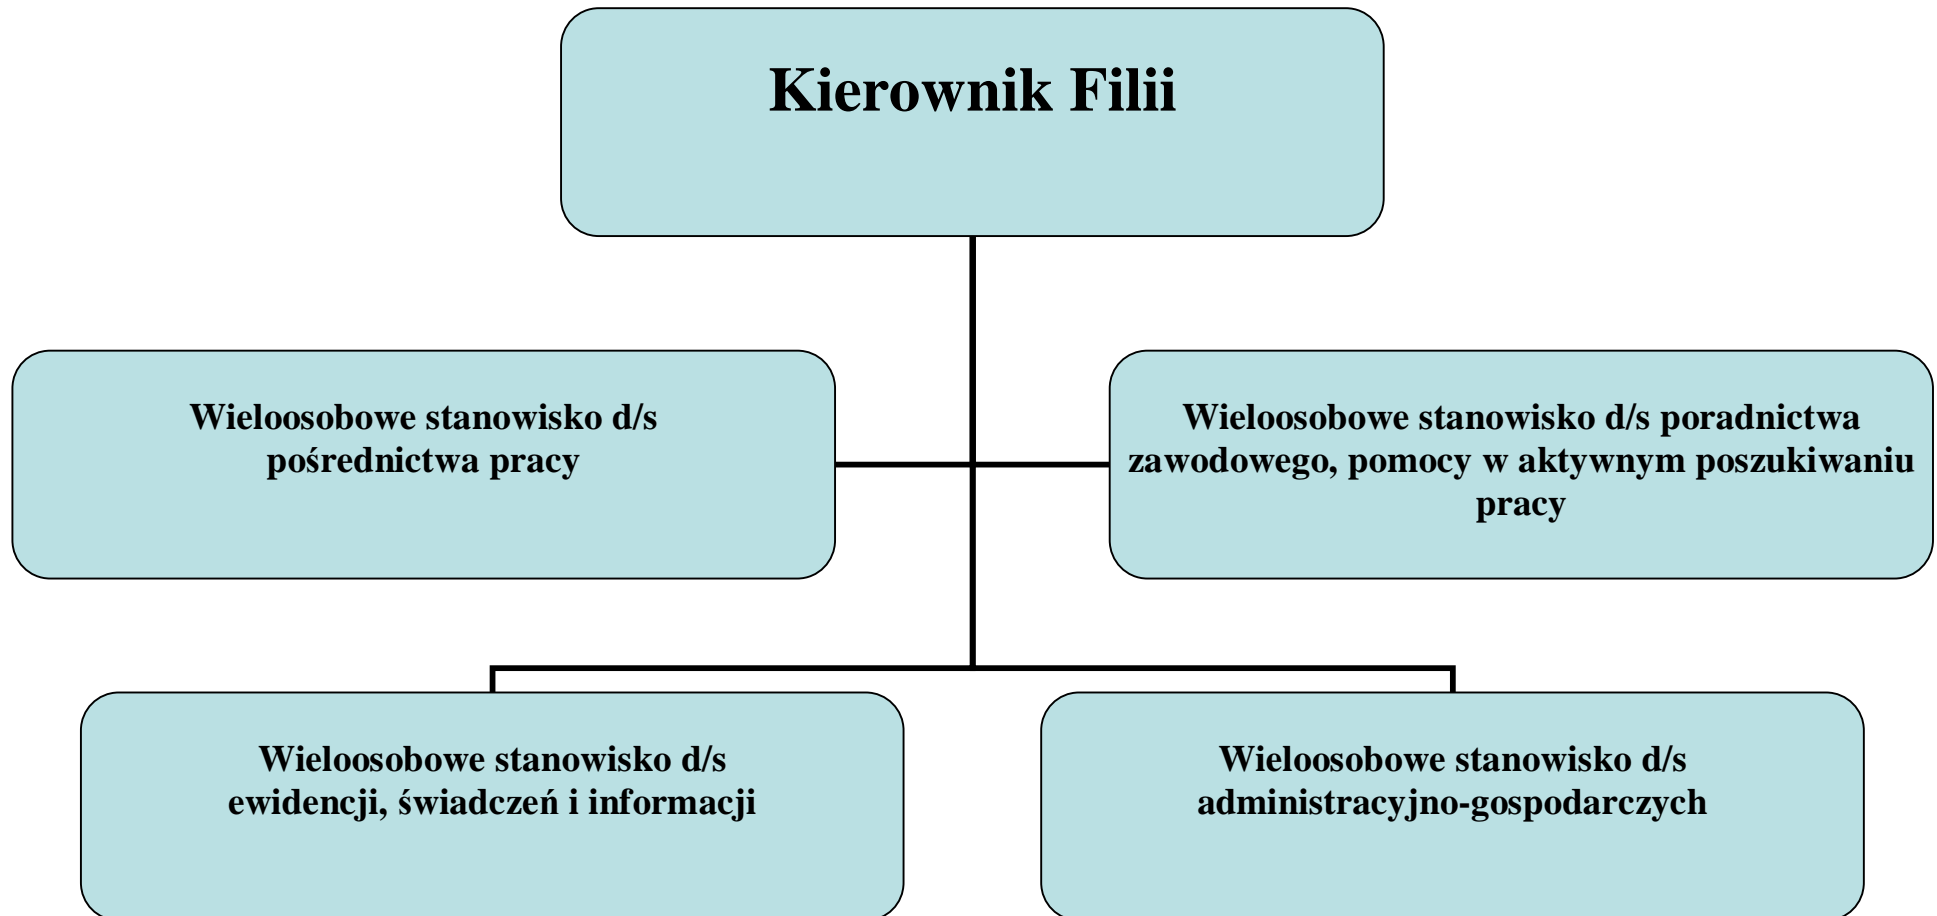 Kierownik Filii
Wieloosobowe stanowisko d/s
pośrednictwa pracy
Wieloosobowe stanowisko d/s poradnictwa
zawodowego, pomocy w aktywnym poszukiwaniu
pracy
Wieloosobowe stanowisko d/s
ewidencji, świadczeń i informacji
Wieloosobowe stanowisko d/s
administracyjno-gospodarczych